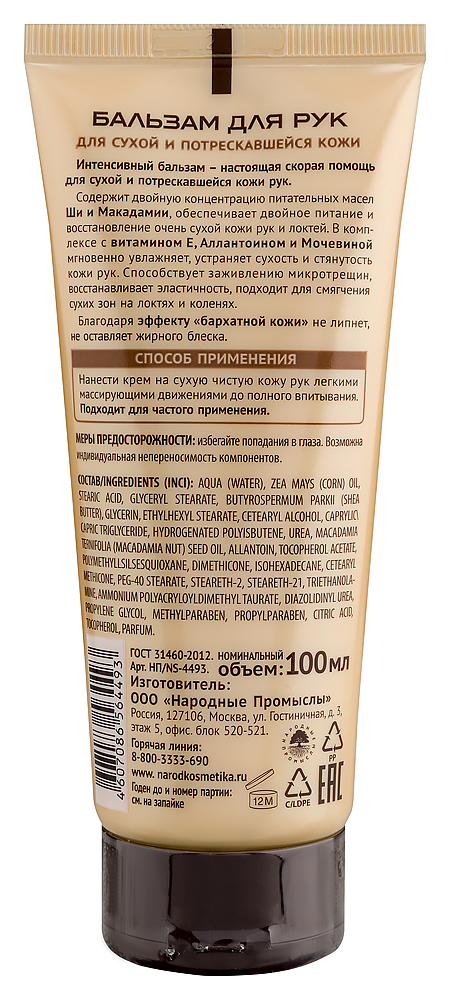 БАЛЬЗАМ ДЛЯ РУК
ДЛЯ СУХОЙ И ПОТРЕСКАВШЕЙСЯ КОЖИ
Интенсивный бальзам – настоящая скорая помощь
для сухой и потрескавшейся кожи рук.
Содержит двойную концентрацию питательных масел
Ши и Макадамии, обеспечивает двойное питание и
восстановление очень сухой кожи рук и локтей. В комп-
лексе с витамином Е, Аллантоином и Мочевиной
мгновенно увлажняет, устраняет сухость и стянутость
кожи рук. Способствует заживлению микротрещин,
восстанавливает эластичность, подходит для смягчения
сухих зон на локтях и коленях.
Благодаря эффекту «бархатной кожи» не липнет,
не оставляет жирного блеска.
СПОСОБ ПРИМЕНЕНИЯ
Нанести крем на сухую чистую кожу рук легкими
массирующими движениями до полного впитывания.
Подходит для частого применения.
МЕРЫ ПРЕДОСТОРОЖНОСТИ: избегайте попадания в глаза. Возможна
индивидуальная непереносимость компонентов.
СОСТАВ/INGREDIENTS (INCI): AQUA (WATER), ZEA MAYS (CORN) OIL,
STEARIC ACID, GLYCERYL STEARATE, BUTYROSPERMUM PARKII (SHEA
BUTTER), GLYCERIN, ETHYLHEXYL STEARATE, CETEARYL ALCOHOL, CAPRYLIC/
CAPRIC TRIGLYCERIDE, HYDROGENATED POLYISBUTENE, UREA, MACADAMIA
TERNIFOLIA (MACADAMIA NUT) SEED OIL, ALLANTOIN, TOCOPHEROL ACETATE,
POLYMETHYLSILSESQUIOXANE, DIMETHICONE, ISOHEXADECANE, CETEARYL
METHICONE, PEG-40 STEARATE, STEARETH-2, STEARETH-21, TRIETHANOLA-
MINE, AMMONIUM POLYACRYLOYLDIMETHYL TAURATE, DIAZOLIDINYL UREA,
PROPYLENE GLYCOL, METHYLPARABEN, PROPYLPARABEN, CITRIC ACID,
TOCOPHEROL, PARFUM.
ГОСТ 31460-2012.
Арт. НП/NS-4493.
НОМИНАЛЬНЫЙ
ОБЪЕМ: 100МЛ
Изготовитель:
ООО «Народные Промыслы»
Россия, 127106, Москва, ул. Гостиничная, д. 3,
этаж 5, офис. блок 520-521.
Горячая линия:
8-800-3333-690
www.narodkosmetika.ru
Годен до и номер партии:
см. на запайке
4607086564493
НАРОДНЫЕ ПРОМЫСЛЫ
12М
C/LDPE
PP
EAC